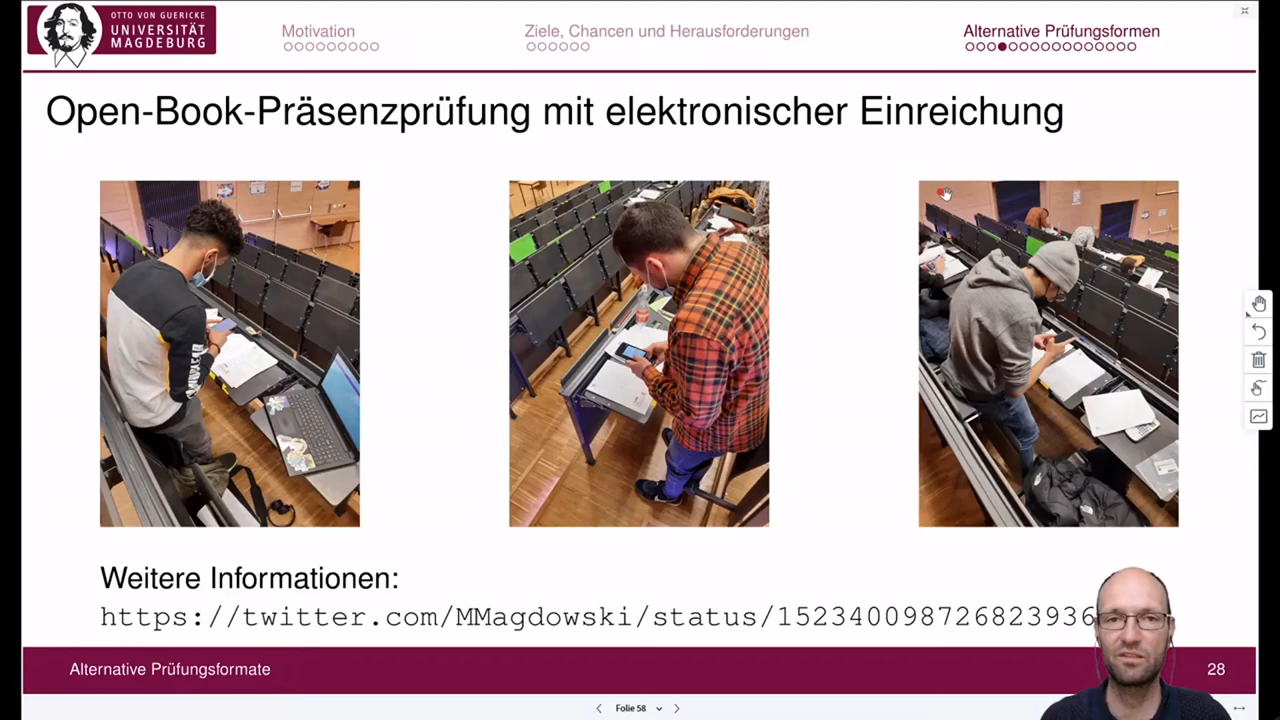 OTTO VON GUERICKE
UNIVERSITÄT
MAGDEBURG
Motivation
Ziele, Chancen und Herausforderungen
Alternative Prüfungsformen
Open-Book-Präsenzprüfung mit elektronischer Einreichung
Weitere Informationen:
https://twitter.com/MMagdowski/status/152340098726823936
Alternative Prüfungsformate
28
Folie 58